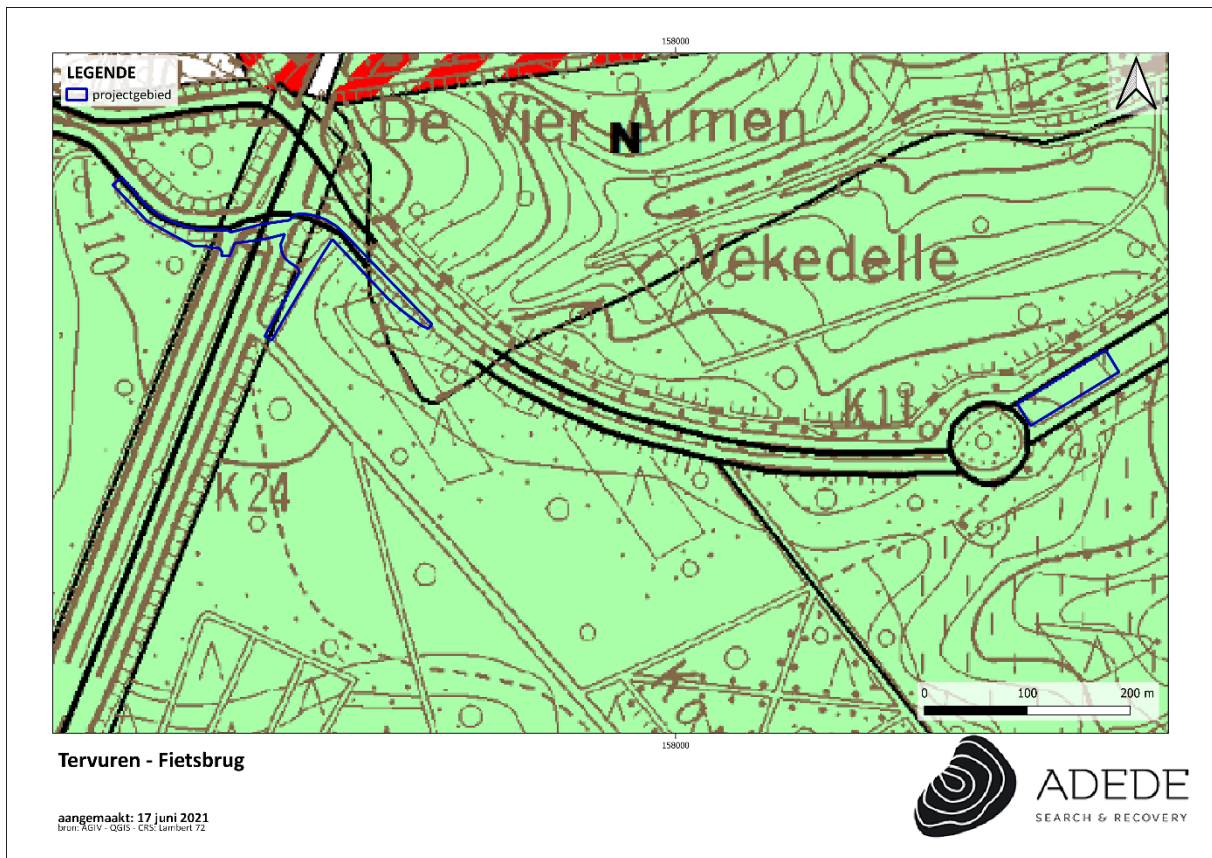 158000
LEGENDE
projectgebied
De Vier Armen
N
110
Vekedelle
K11
K24
0 100 200 m
158000
Tervuren - Fietsbrug
aangemaakt: 17 juni 2021
bron: AGIV - QGIS - CRS: Lambert 72
ADEDE
SEARCH & RECOVERY